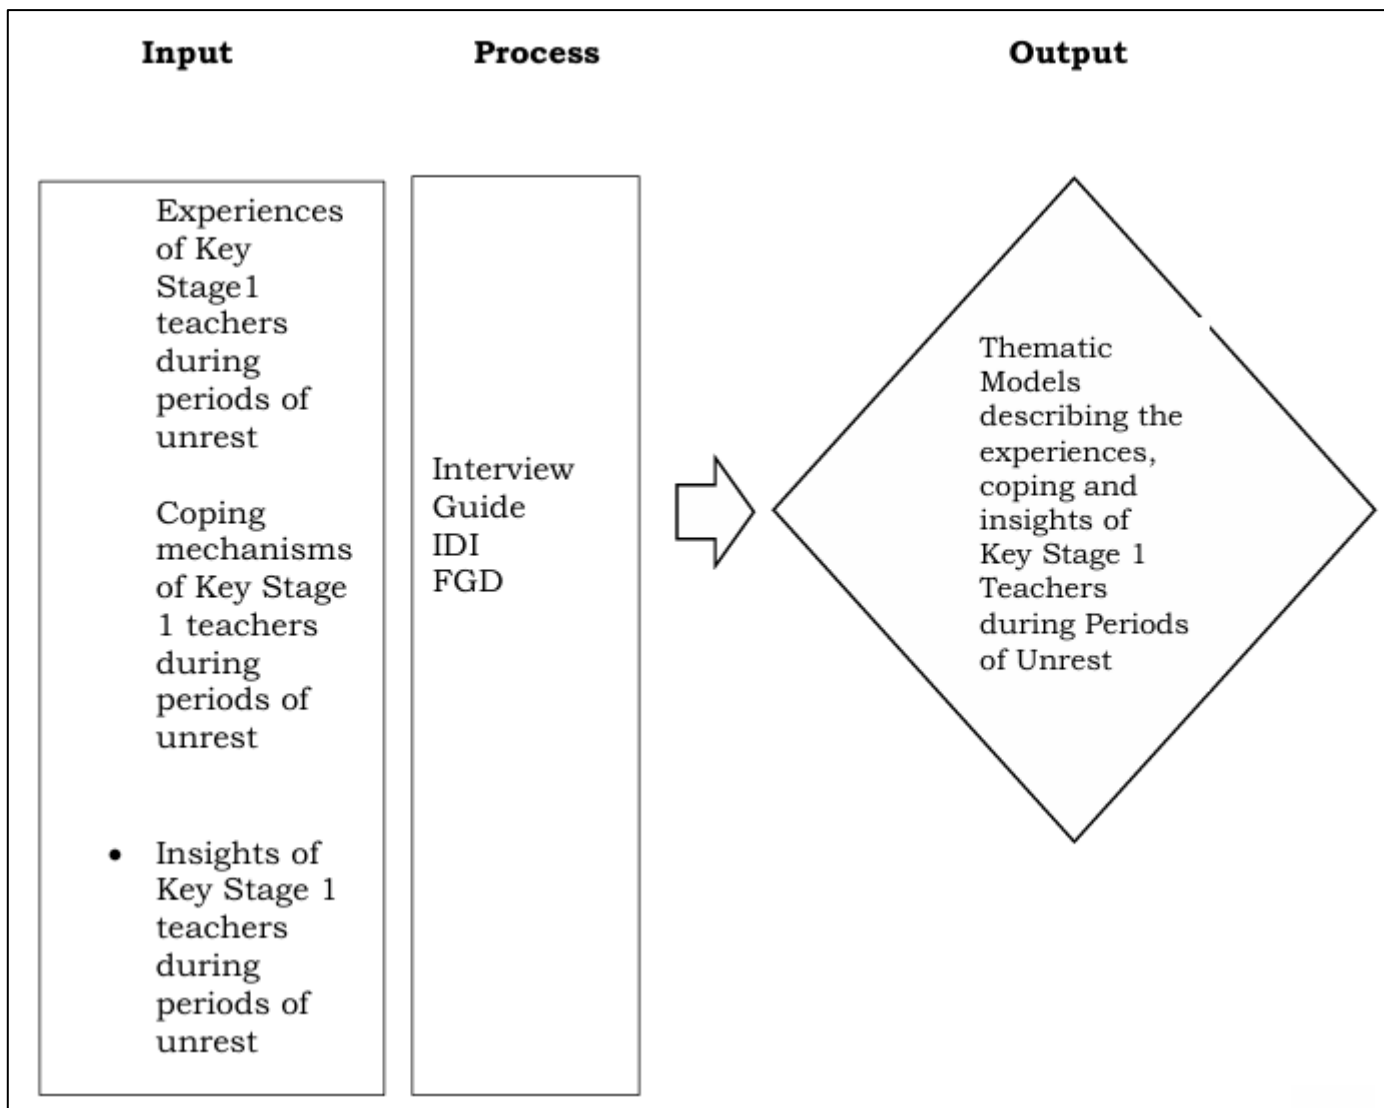 Input
Process
Output
Experiences
of Key
Stage1
teachers
during
periods of
unrest
Coping
mechanisms
of Key Stage
1 teachers
during
periods of
unrest
• Insights of
Key Stage 1
teachers
during
periods of
unrest
Interview
Guide
IDI
FGD
Thematic
Models
describing the
experiences,
coping and
insights of
Key Stage 1
Teachers
during Periods
of Unrest